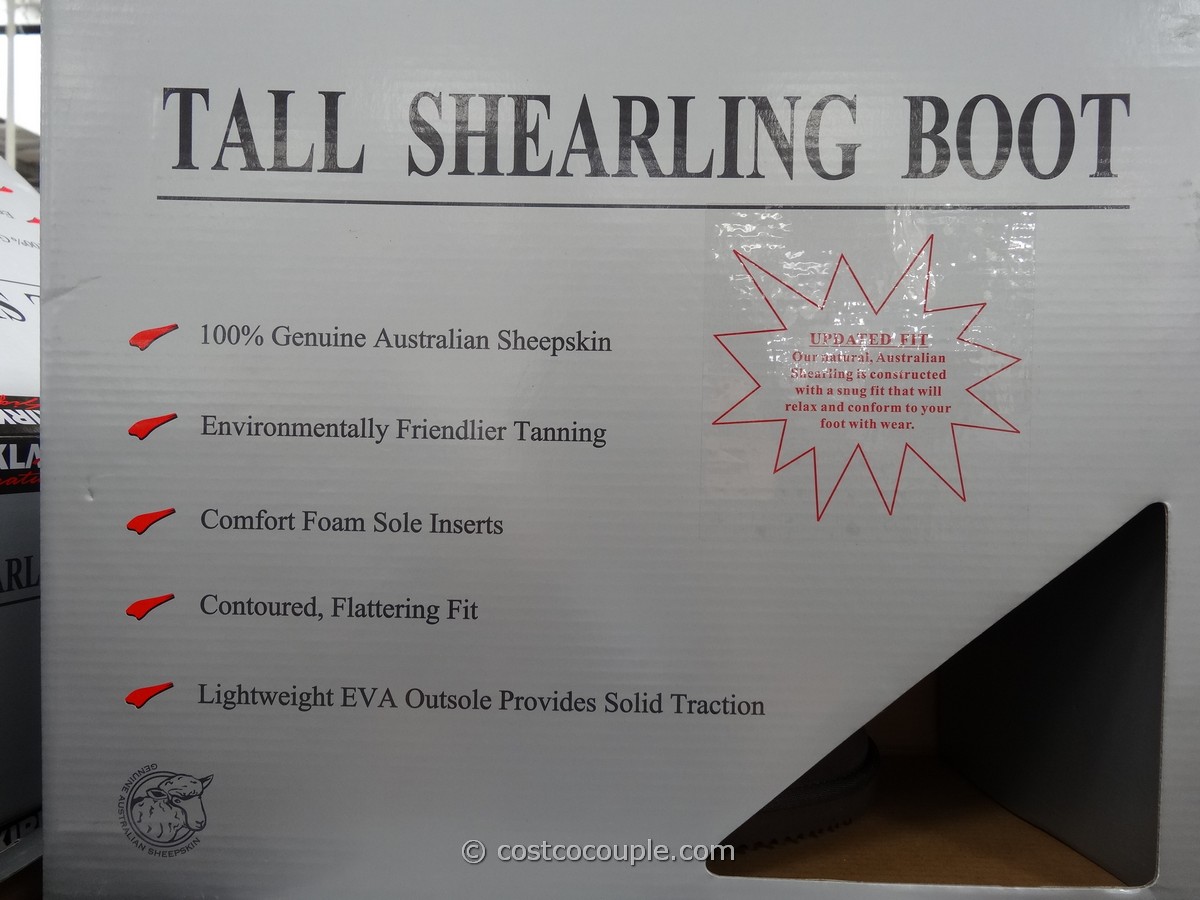 TALL SHEARLING BOOT
100% Genuine Australian Sheepskin
UPDATED FIT
Our natural, Australian
Shearling is constructed
with a snug fit that will
relax and conform to your
foot with wear.
Environmentally Friendlier Tanning
Comfort Foam Sole Inserts
Contoured, Flattering Fit
Lightweight EVA Outsole Provides Solid Traction
GENUINE AUSTRALIAN SHEEPSKIN
© costcocouple.com